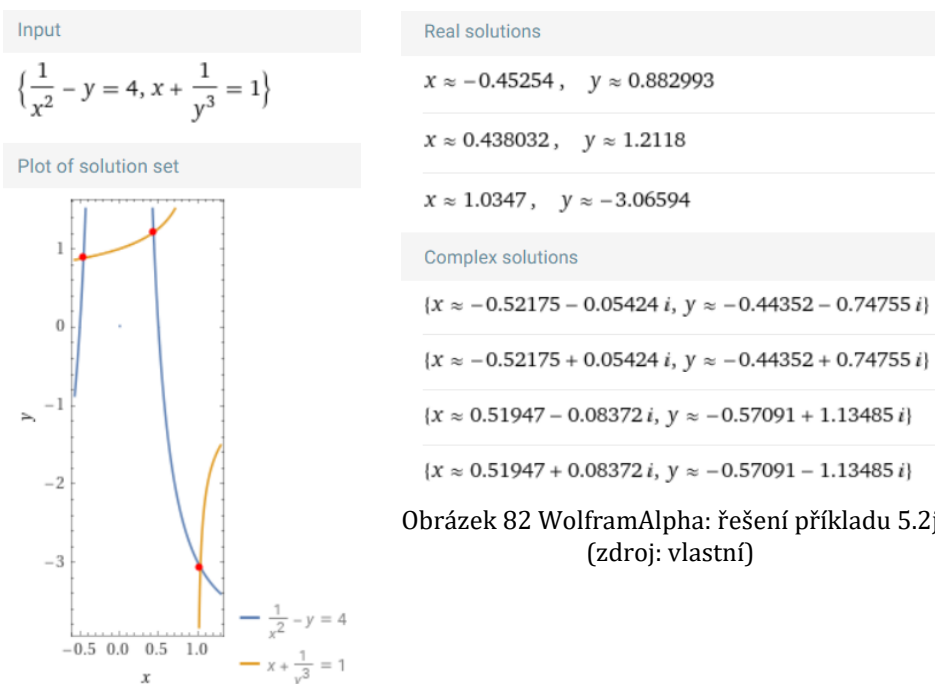 Input
{1/x² − y = 4, x + 1/y³ = 1}
Plot of solution set
1
0
−1
−2
−3
y
−0.5 0.0 0.5 1.0
x
1/x² − y = 4
x + 1/y³ = 1
Real solutions
x ≈ −0.45254 , y ≈ 0.882993
x ≈ 0.438032 , y ≈ 1.2118
x ≈ 1.0347 , y ≈ −3.06594
Complex solutions
{x ≈ −0.52175 − 0.05424 i, y ≈ −0.44352 − 0.74755 i}
{x ≈ −0.52175 + 0.05424 i, y ≈ −0.44352 + 0.74755 i}
{x ≈ 0.51947 − 0.08372 i, y ≈ −0.57091 + 1.13485 i}
{x ≈ 0.51947 + 0.08372 i, y ≈ −0.57091 − 1.13485 i}
Obrázek 82 WolframAlpha: řešení příkladu 5.2j
(zdroj: vlastní)